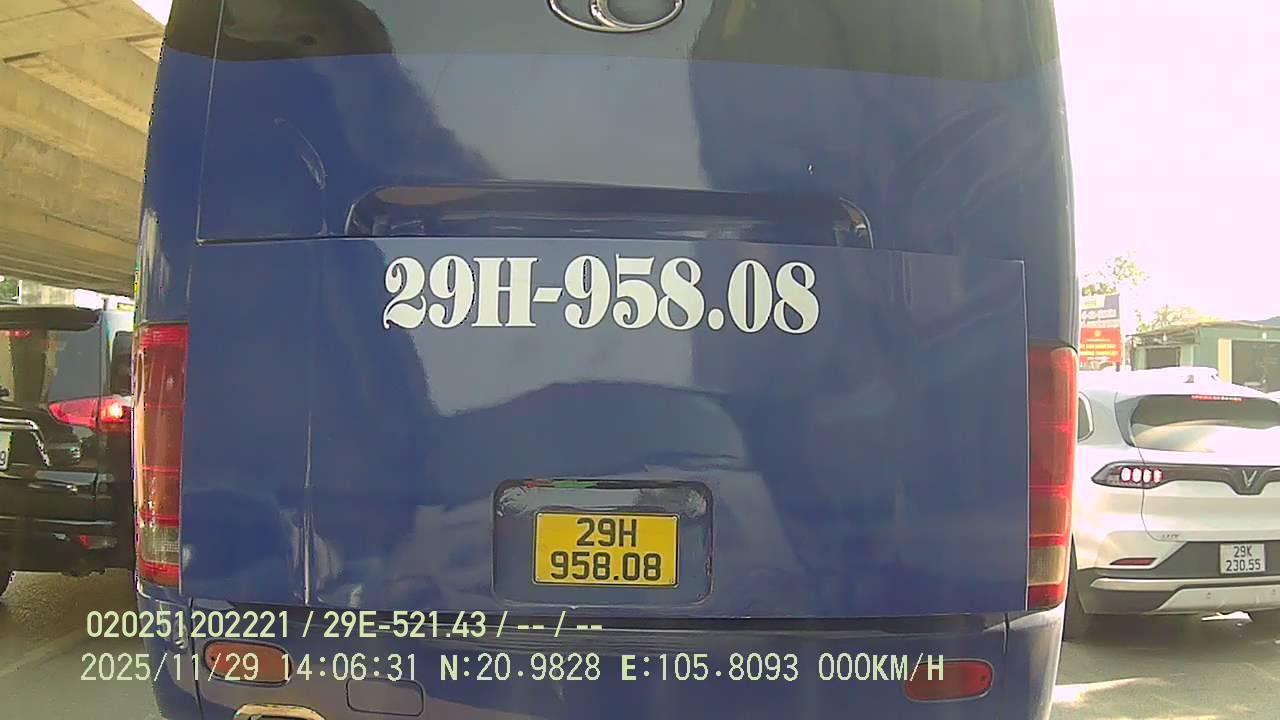 29H-958.08
29H
958.08
29K
230.55
020251202221 / 29E-521.43 / -- / --
2025/11/29 14:06:31 N:20.9828 E:105.8093 000KM/H